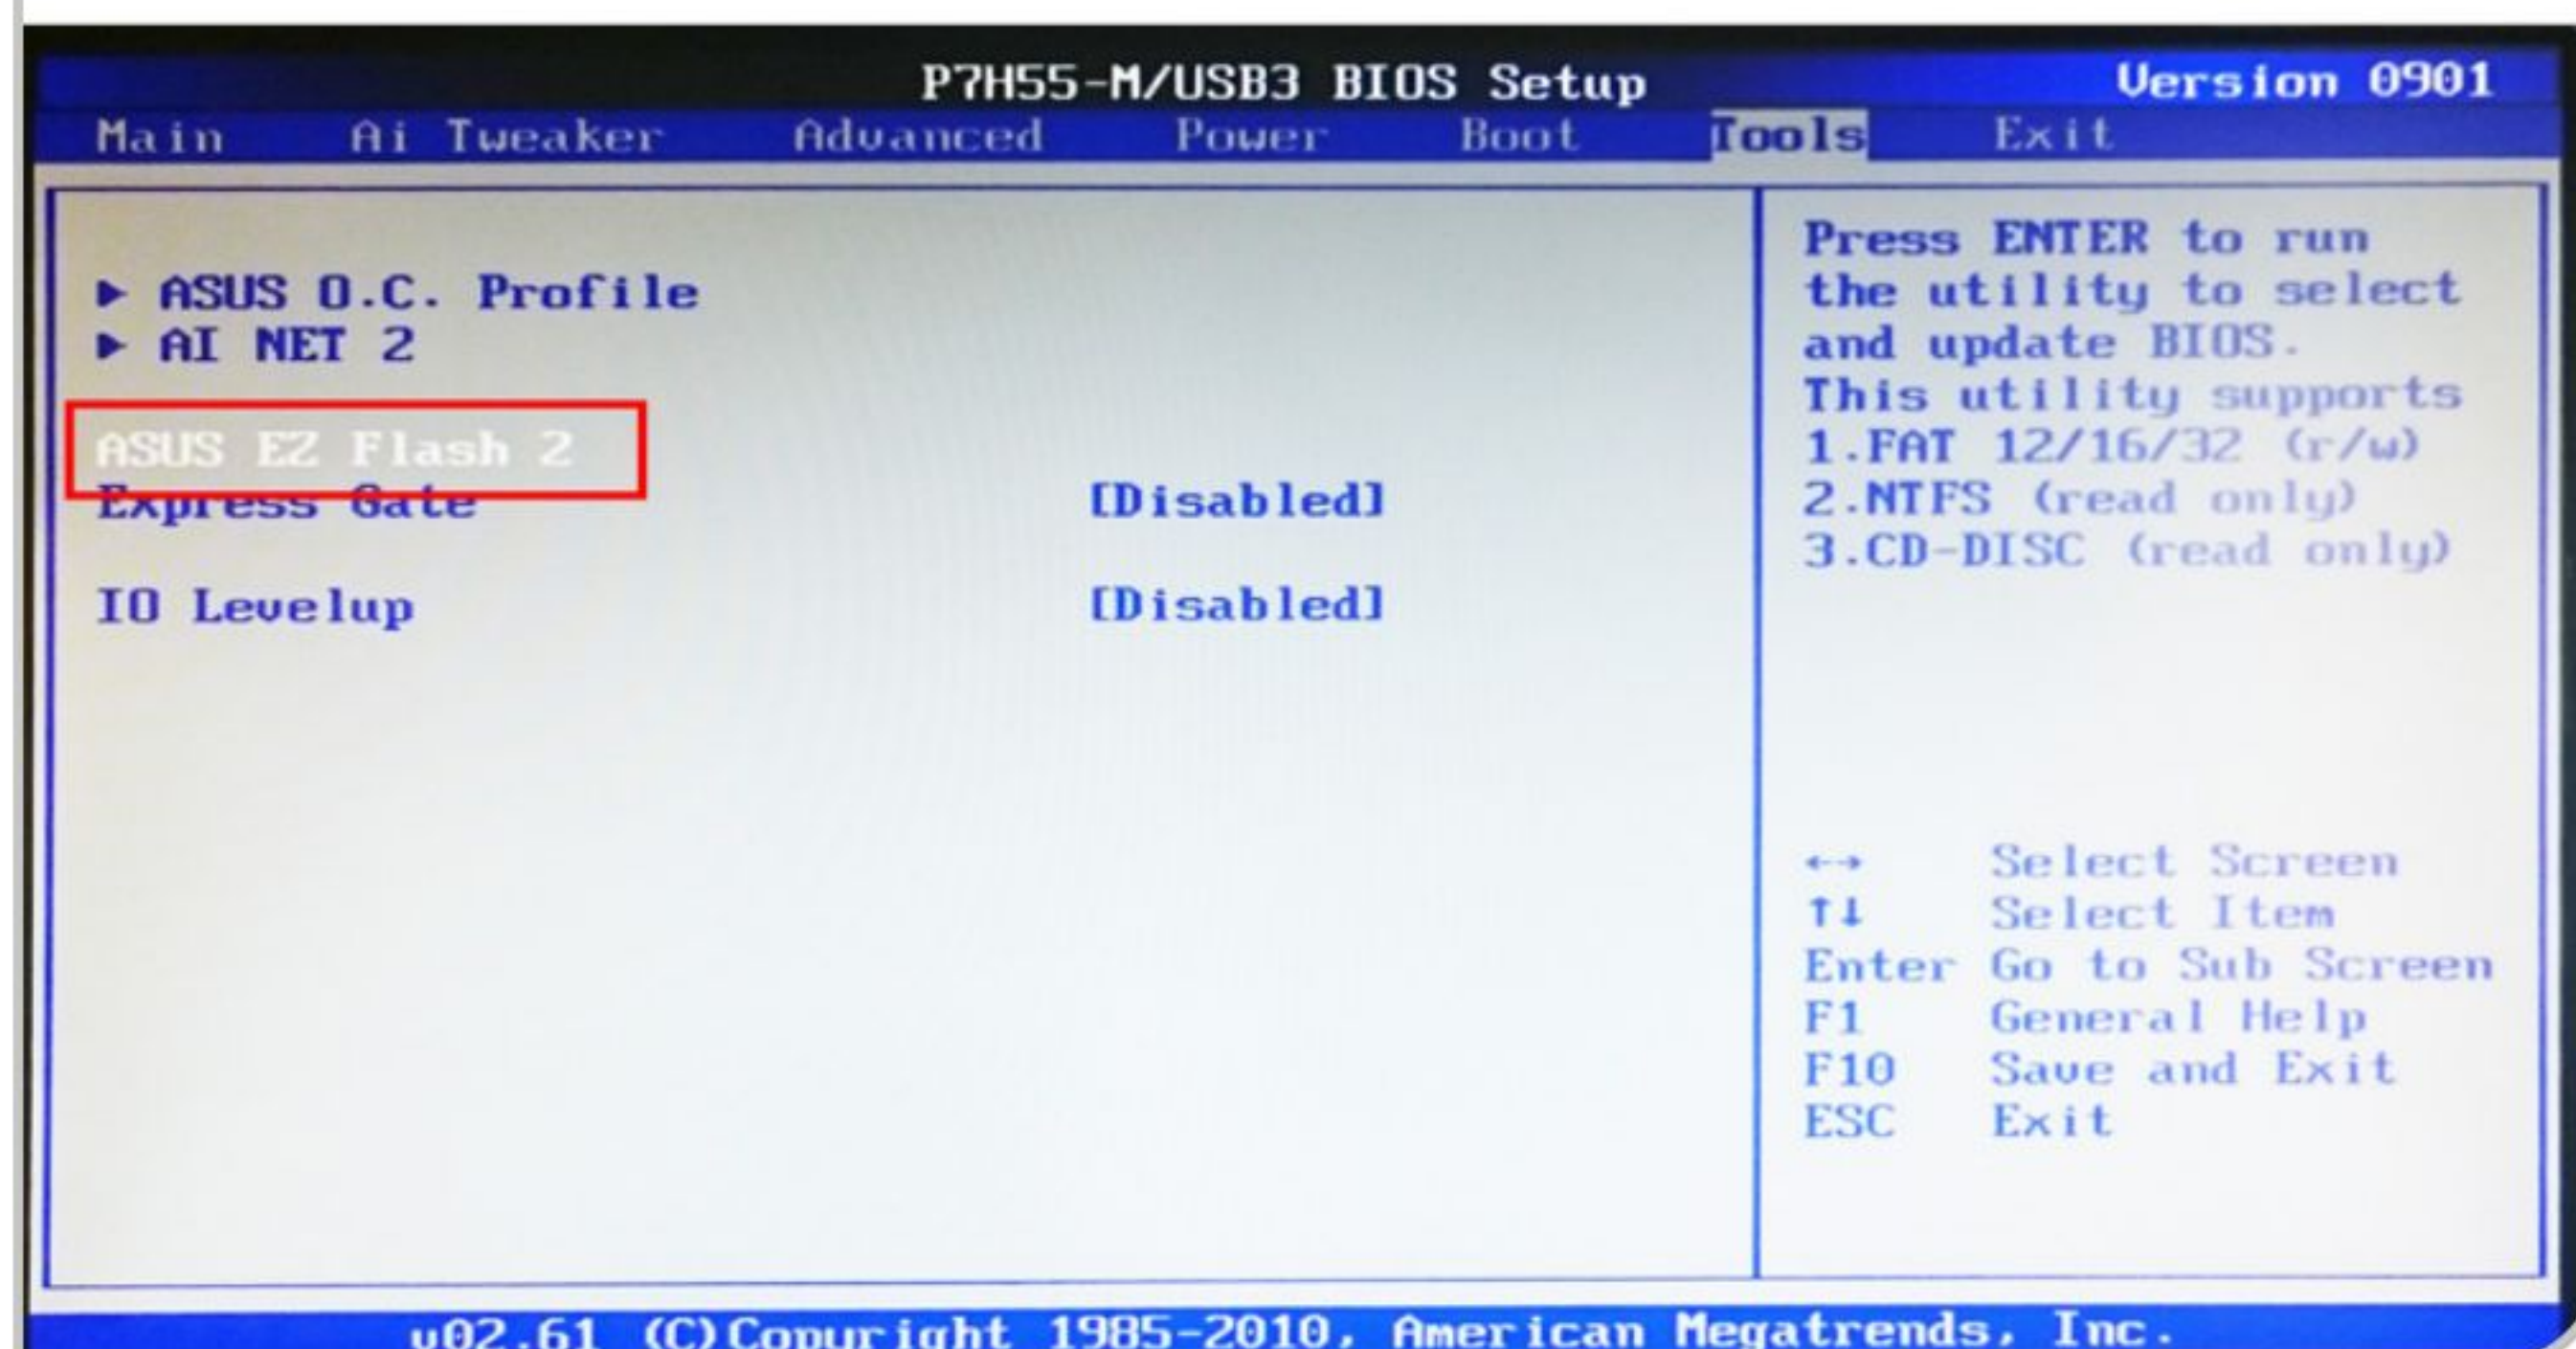 P7H55-M/USB3 BIOS Setup Version 0901
Main Ai Tweaker Advanced Power Boot Tools Exit
▶ ASUS O.C. Profile
▶ AI NET 2
ASUS EZ Flash 2
Express Gate [Disabled]
IO Levelup [Disabled]
Press ENTER to run
the utility to select
and update BIOS.
This utility supports
1.FAT 12/16/32 (r/w)
2.NTFS (read only)
3.CD-DISC (read only)
←→ Select Screen
↑↓ Select Item
Enter Go to Sub Screen
F1 General Help
F10 Save and Exit
ESC Exit
v02.61 (C)Copyright 1985-2010, American Megatrends, Inc.